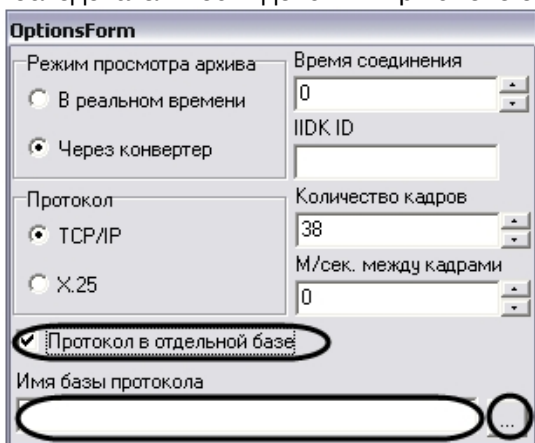 OptionsForm
Режим просмотра архива
В реальном времени
Через конвертер
Время соединения
0
IIDK ID
Протокол
TCP/IP
X.25
Количество кадров
38
М/сек. между кадрами
0
Протокол в отдельной базе
Имя базы протокола
...